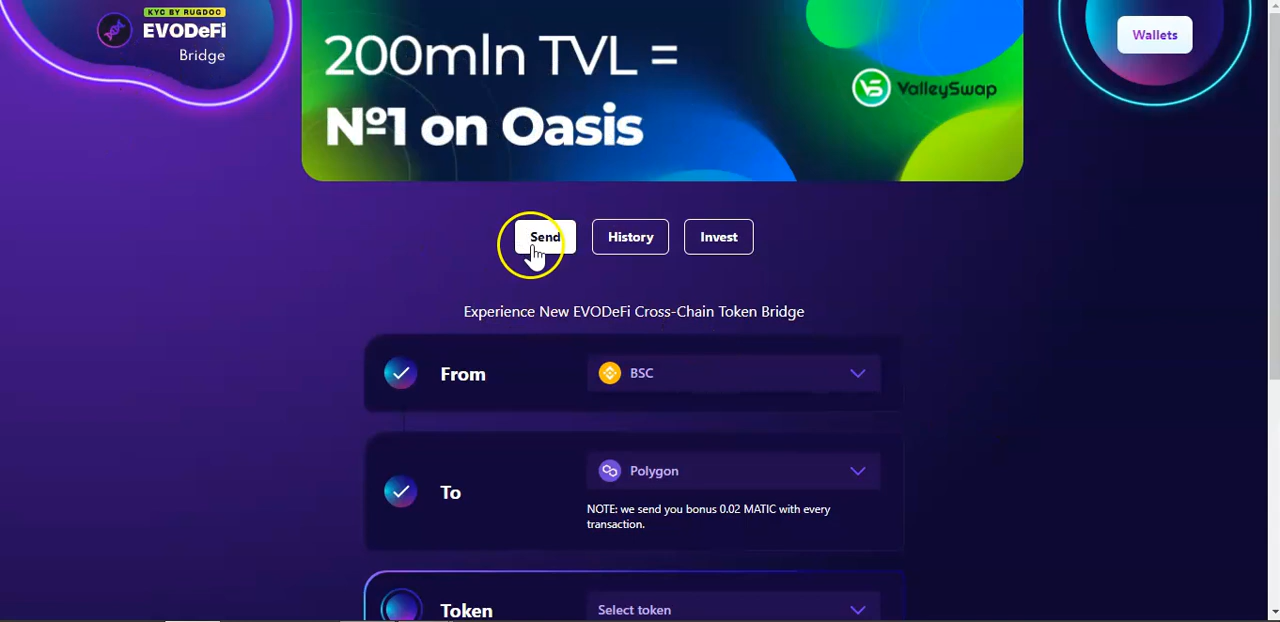 KYC BY RUGDOC
EVODeFi
Bridge
200mln TVL =
№1 on Oasis
ValleySwap
Wallets
Send
History
Invest
Experience New EVODeFi Cross-Chain Token Bridge
From
BSC
To
Polygon
NOTE: we send you bonus 0.02 MATIC with every
transaction.
Token
Select token